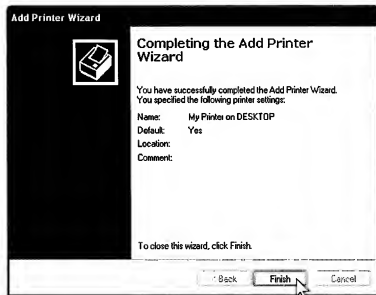 Add Printer Wizard
Completing the Add Printer
Wizard
You have successfully completed the Add Printer Wizard.
You specified the following printer settings:
Name: My Printer on DESKTOP
Default: Yes
Location:
Comment:
To close this wizard, click Finish.
< Back Finish Cancel